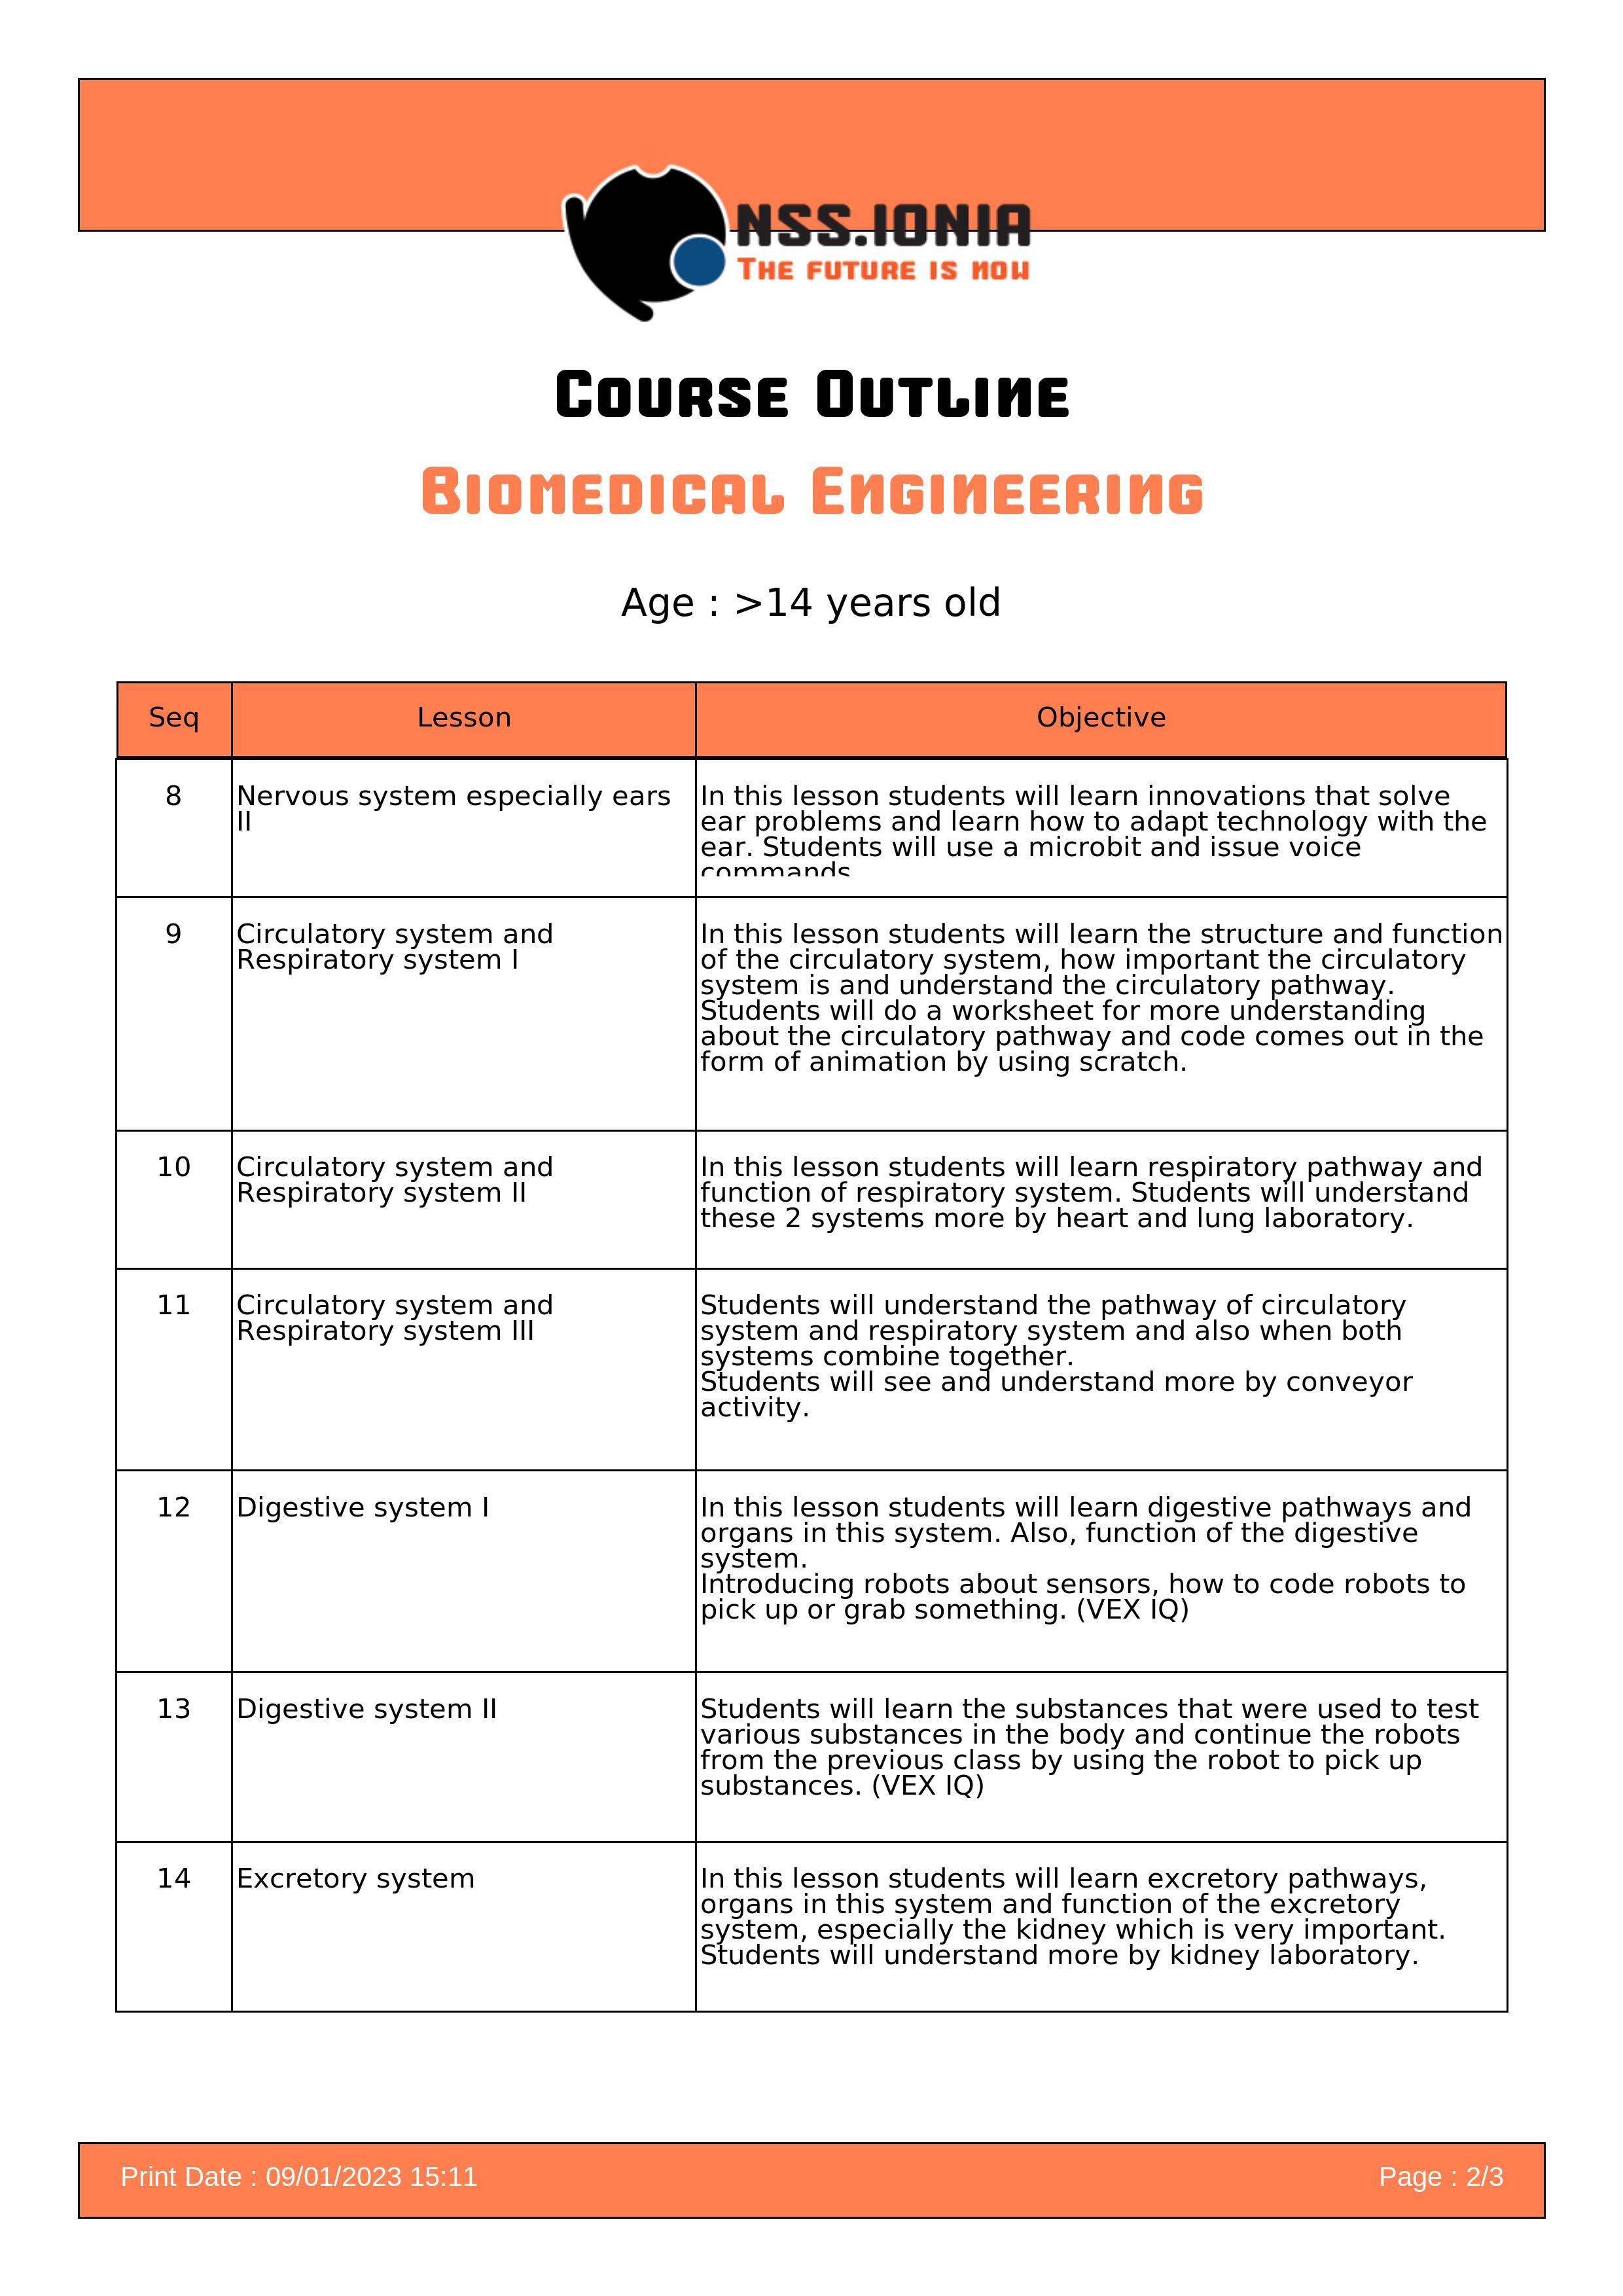 NSS.IONIA
The future is now
Course Outline
Biomedical Engineering
Age : >14 years old
Seq
Lesson
Objective
8
Nervous system especially ears
II
In this lesson students will learn innovations that solve
ear problems and learn how to adapt technology with the
ear. Students will use a microbit and issue voice
commands
9
Circulatory system and
Respiratory system I
In this lesson students will learn the structure and function
of the circulatory system, how important the circulatory
system is and understand the circulatory pathway.
Students will do a worksheet for more understanding
about the circulatory pathway and code comes out in the
form of animation by using scratch.
10
Circulatory system and
Respiratory system II
In this lesson students will learn respiratory pathway and
function of respiratory system. Students will understand
these 2 systems more by heart and lung laboratory.
11
Circulatory system and
Respiratory system III
Students will understand the pathway of circulatory
system and respiratory system and also when both
systems combine together.
Students will see and understand more by conveyor
activity.
12
Digestive system I
In this lesson students will learn digestive pathways and
organs in this system. Also, function of the digestive
system.
Introducing robots about sensors, how to code robots to
pick up or grab something. (VEX IQ)
13
Digestive system II
Students will learn the substances that were used to test
various substances in the body and continue the robots
from the previous class by using the robot to pick up
substances. (VEX IQ)
14
Excretory system
In this lesson students will learn excretory pathways,
organs in this system and function of the excretory
system, especially the kidney which is very important.
Students will understand more by kidney laboratory.
Print Date : 09/01/2023 15:11
Page : 2/3